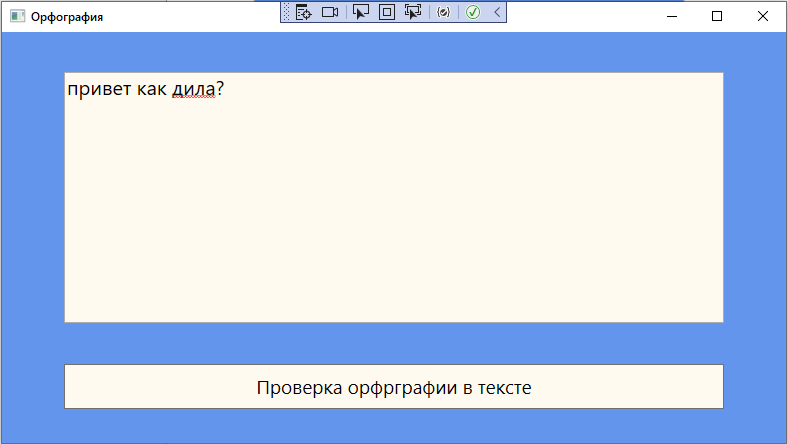 Орфография
привет как дила?
Проверка орфрграфии в тексте